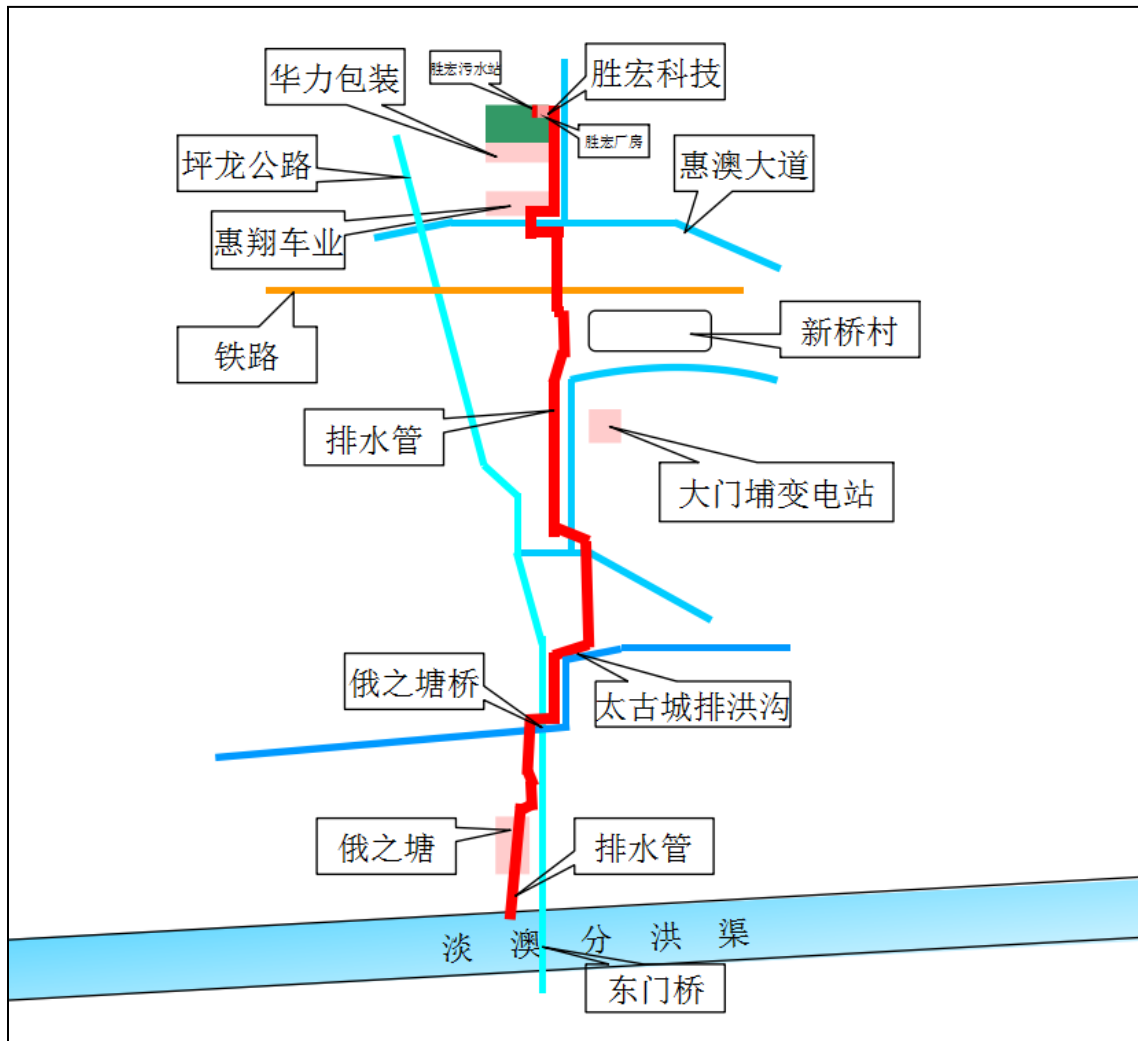 胜宏污水站
胜宏科技
华力包装
胜宏厂房
坪龙公路
惠澳大道
惠翔车业
新桥村
铁路
排水管
大门埔变电站
俄之塘桥
太古城排洪沟
俄之塘
排水管
淡澳分洪渠
东门桥